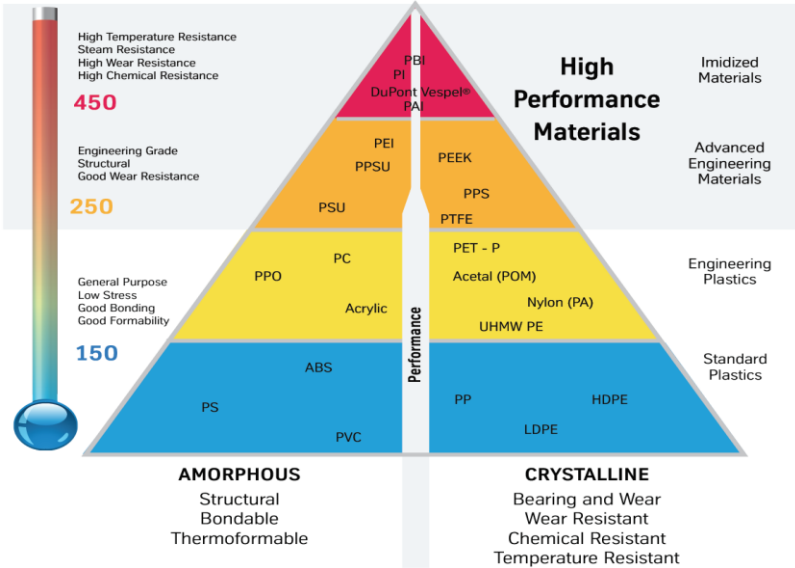 High Temperature Resistance
Steam Resistance
High Wear Resistance
High Chemical Resistance
450
Engineering Grade
Structural
Good Wear Resistance
250
General Purpose
Low Stress
Good Bonding
Good Formability
150
PBI
PI
DuPont Vespel®
PAI
PEI
PPSU
PSU
PEEK
PPS
PTFE
PC
PPO
Acrylic
PET - P
Acetal (POM)
Nylon (PA)
UHMW PE
ABS
PS
PVC
PP
HDPE
LDPE
Performance
High
Performance
Materials
Imidized
Materials
Advanced
Engineering
Materials
Engineering
Plastics
Standard
Plastics
AMORPHOUS
Structural
Bondable
Thermoformable
CRYSTALLINE
Bearing and Wear
Wear Resistant
Chemical Resistant
Temperature Resistant